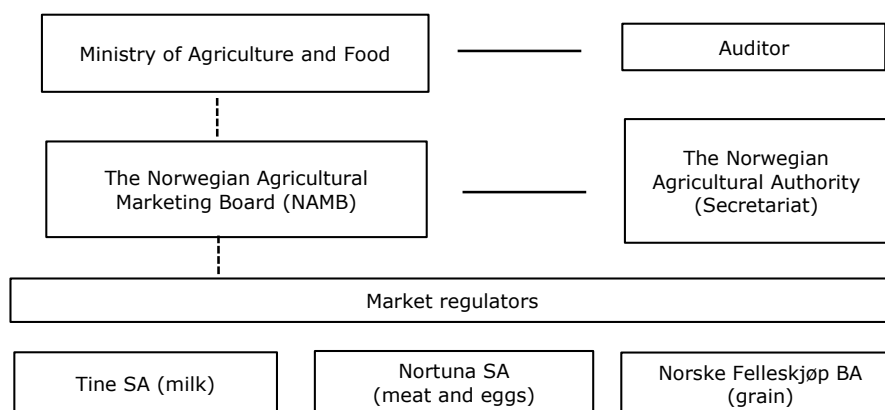 Ministry of Agriculture and Food
Auditor
The Norwegian Agricultural
Marketing Board (NAMB)
The Norwegian
Agricultural Authority
(Secretariat)
Market regulators
Tine SA (milk)
Nortuna SA
(meat and eggs)
Norske Felleskjøp BA
(grain)